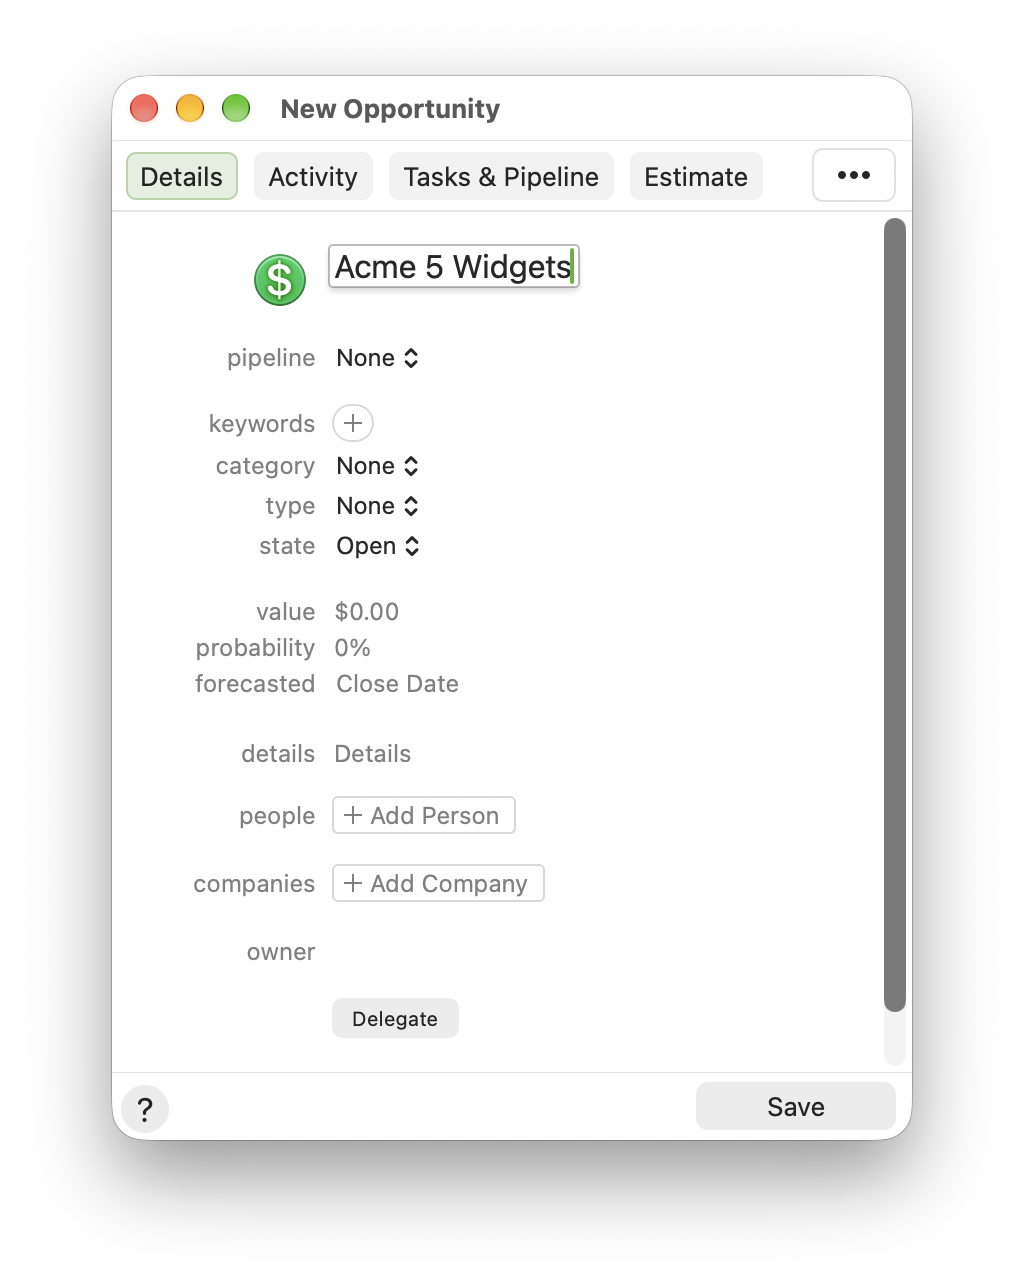 New Opportunity
Details Activity Tasks & Pipeline Estimate •••
$ Acme 5 Widgets
pipeline None
keywords +
category None
type None
state Open
value $0.00
probability 0%
forecasted Close Date
details Details
people + Add Person
companies + Add Company
owner
Delegate
? Save